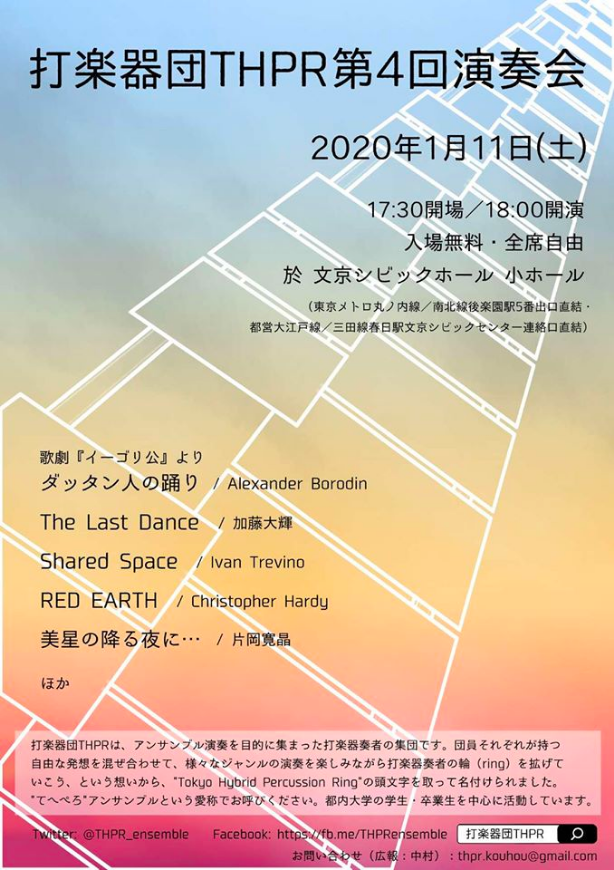 打楽器団THPR第4回演奏会
2020年1月11日(土)
17:30開場／18:00開演
入場無料・全席自由
於 文京シビックホール 小ホール
（東京メトロ丸ノ内線／南北線後楽園駅5番出口直結・
都営大江戸線／三田線春日駅文京シビックセンター連絡口直結）
歌劇『イーゴリ公』より
ダッタン人の踊り / Alexander Borodin
The Last Dance / 加藤大輝
Shared Space / Ivan Trevino
RED EARTH / Christopher Hardy
美星の降る夜に… / 片岡寛晶
ほか
打楽器団THPRは、アンサンブル演奏を目的に集まった打楽器奏者の集団です。団員それぞれが持つ
自由な発想を混ぜ合わせて、様々なジャンルの演奏を楽しみながら打楽器奏者の輪（ring）を拡げて
いこう、という想いから、"Tokyo Hybrid Percussion Ring"の頭文字を取って名付けられました。
"てへぺろ"アンサンブルという愛称でお呼びください。都内大学の学生・卒業生を中心に活動しています。
Twitter: @THPR_ensemble Facebook: https://fb.me/THPRensemble 打楽器団THPR
お問い合わせ（広報：中村）：thpr.kouhou@gmail.com